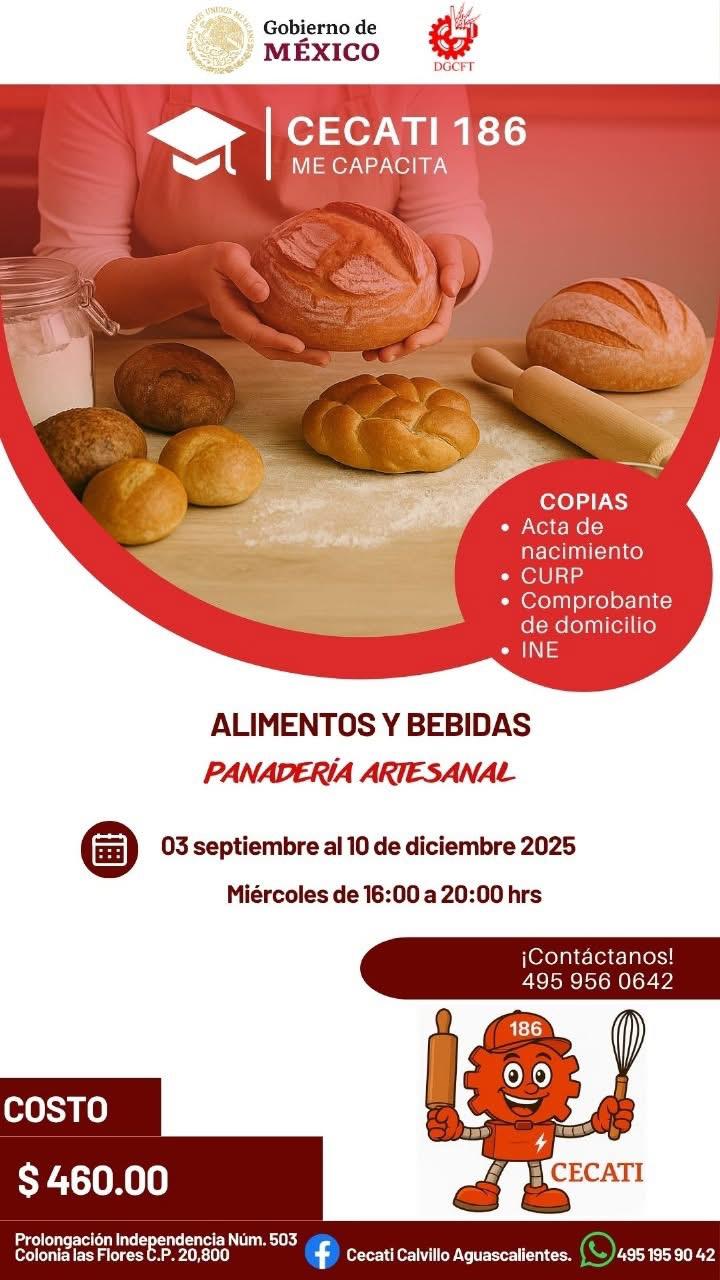 ESTADOS UNIDOS MEXICANOS
Gobierno de
MÉXICO
DGCFT
CECATI 186
ME CAPACITA
COPIAS
• Acta de
nacimiento
• CURP
• Comprobante
de domicilio
• INE
ALIMENTOS Y BEBIDAS
PANADERÍA ARTESANAL
03 septiembre al 10 de diciembre 2025
Miércoles de 16:00 a 20:00 hrs
¡Contáctanos!
495 956 0642
186
CECATI
COSTO
$ 460.00
Prolongación Independencia Núm. 503
Colonia las Flores C.P. 20,800
Cecati Calvillo Aguascalientes.
495 195 90 42